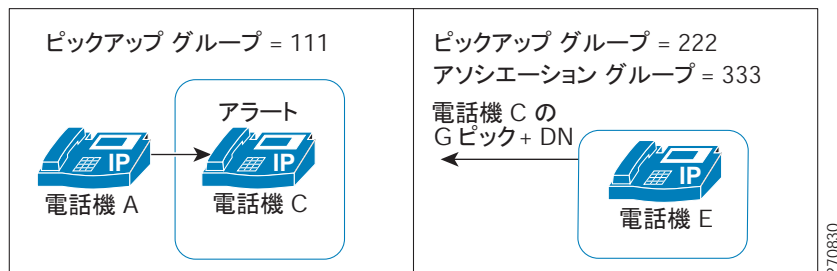 ピックアップ グループ = 111
アラート
IP
IP
電話機 A
電話機 C
ピックアップ グループ = 222
アソシエーション グループ = 333
電話機 C の
G ピック+ DN
IP
電話機 E
270830